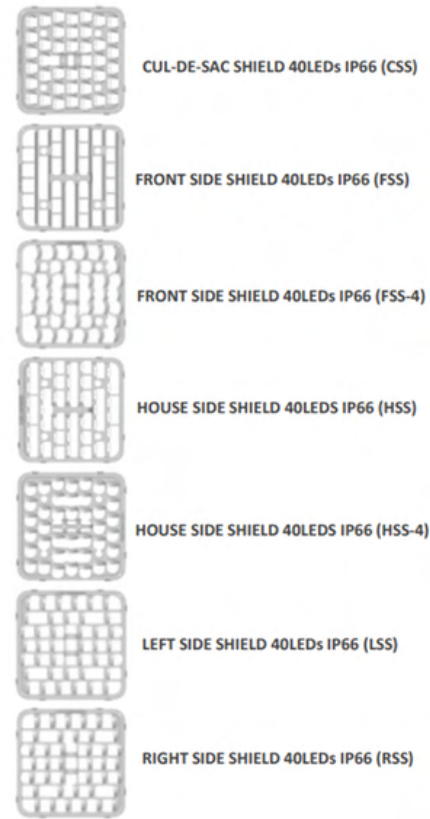 CUL-DE-SAC SHIELD 40LEDs IP66 (CSS)
FRONT SIDE SHIELD 40LEDs IP66 (FSS)
FRONT SIDE SHIELD 40LEDs IP66 (FSS-4)
HOUSE SIDE SHIELD 40LEDS IP66 (HSS)
HOUSE SIDE SHIELD 40LEDS IP66 (HSS-4)
LEFT SIDE SHIELD 40LEDs IP66 (LSS)
RIGHT SIDE SHIELD 40LEDs IP66 (RSS)